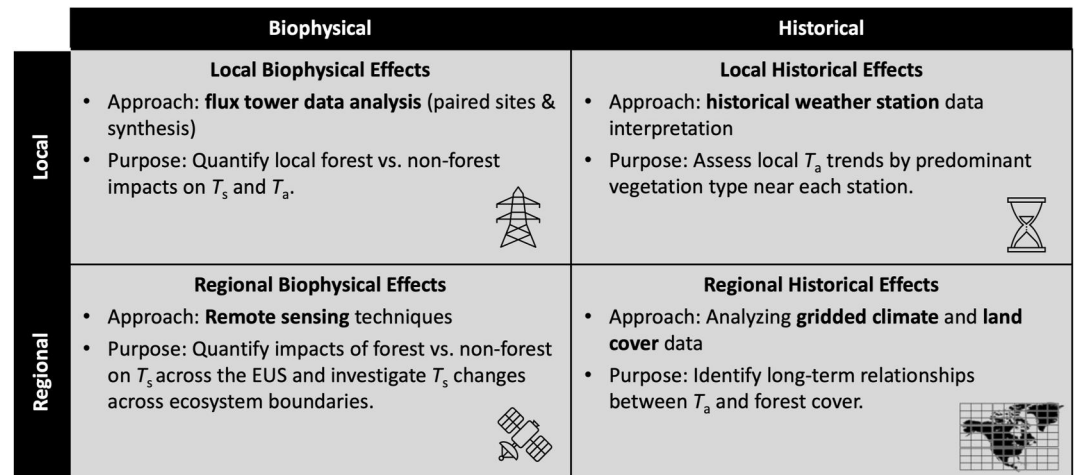 Biophysical
Historical
Local
Local Biophysical Effects
• Approach: flux tower data analysis (paired sites &
synthesis)
• Purpose: Quantify local forest vs. non-forest
impacts on Ts and Ta.
Local Historical Effects
• Approach: historical weather station data
interpretation
• Purpose: Assess local Ta trends by predominant
vegetation type near each station.
Regional
Regional Biophysical Effects
• Approach: Remote sensing techniques
• Purpose: Quantify impacts of forest vs. non-forest
on Ts across the EUS and investigate Ts changes
across ecosystem boundaries.
Regional Historical Effects
• Approach: Analyzing gridded climate and land
cover data
• Purpose: Identify long-term relationships
between Ta and forest cover.